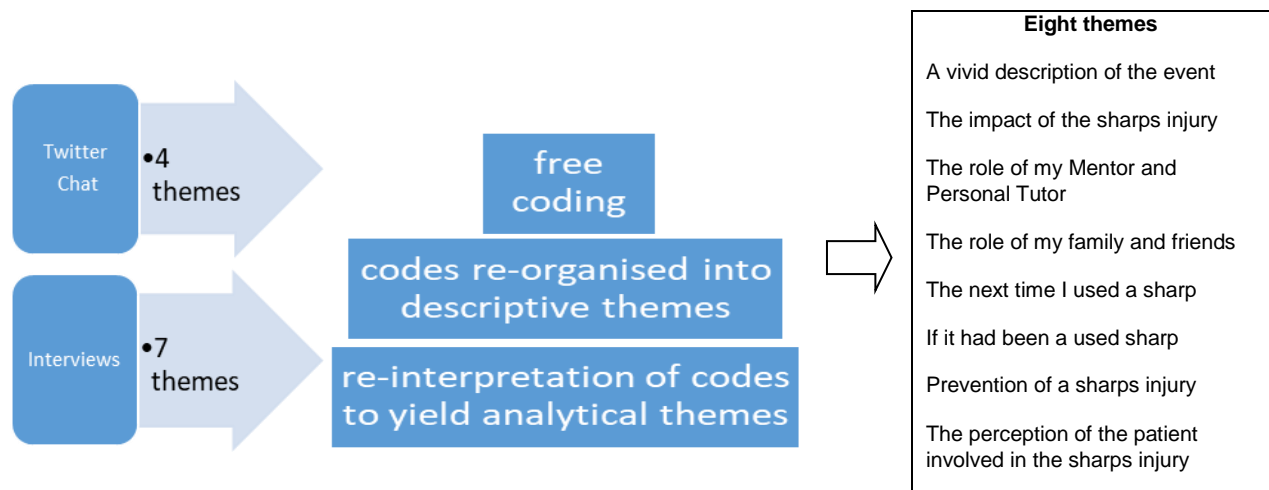 Twitter
Chat
•4
themes
Interviews
•7
themes
free
coding
codes re-organised into
descriptive themes
re-interpretation of codes
to yield analytical themes
Eight themes
A vivid description of the event
The impact of the sharps injury
The role of my Mentor and
Personal Tutor
The role of my family and friends
The next time I used a sharp
If it had been a used sharp
Prevention of a sharps injury
The perception of the patient
involved in the sharps injury